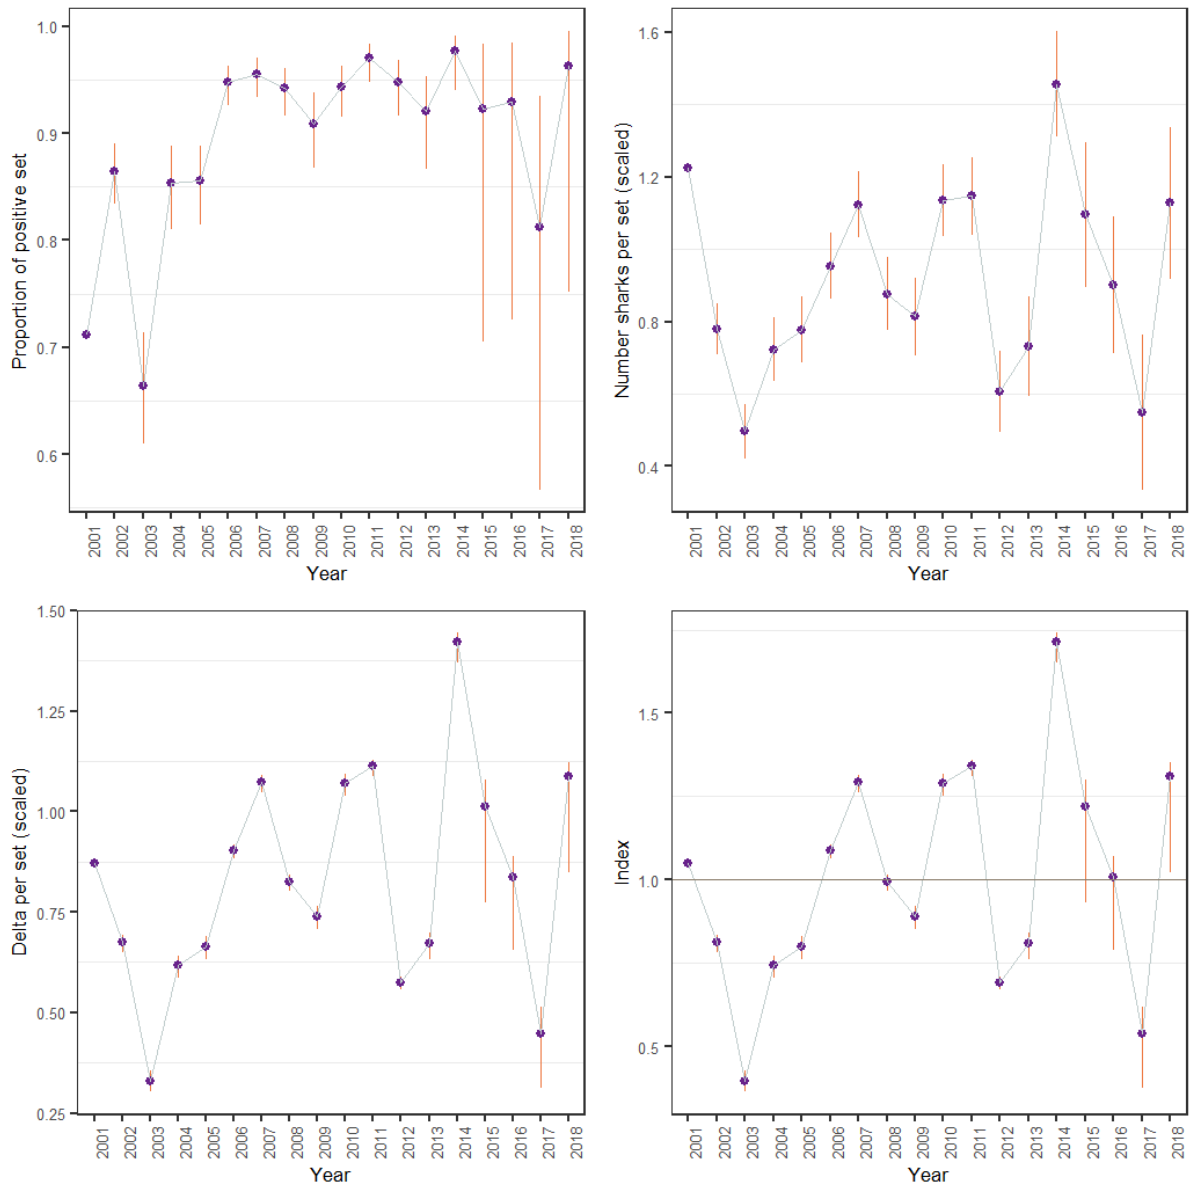 Proportion of positive set
1.0
0.9
0.8
0.7
0.6
2001 2002 2003 2004 2005 2006 2007 2008 2009 2010 2011 2012 2013 2014 2015 2016 2017 2018
Year
Number sharks per set (scaled)
1.6
1.2
0.8
0.4
2001 2002 2003 2004 2005 2006 2007 2008 2009 2010 2011 2012 2013 2014 2015 2016 2017 2018
Year
Delta per set (scaled)
1.50
1.25
1.00
0.75
0.50
0.25
2001 2002 2003 2004 2005 2006 2007 2008 2009 2010 2011 2012 2013 2014 2015 2016 2017 2018
Year
Index
1.5
1.0
0.5
2001 2002 2003 2004 2005 2006 2007 2008 2009 2010 2011 2012 2013 2014 2015 2016 2017 2018
Year